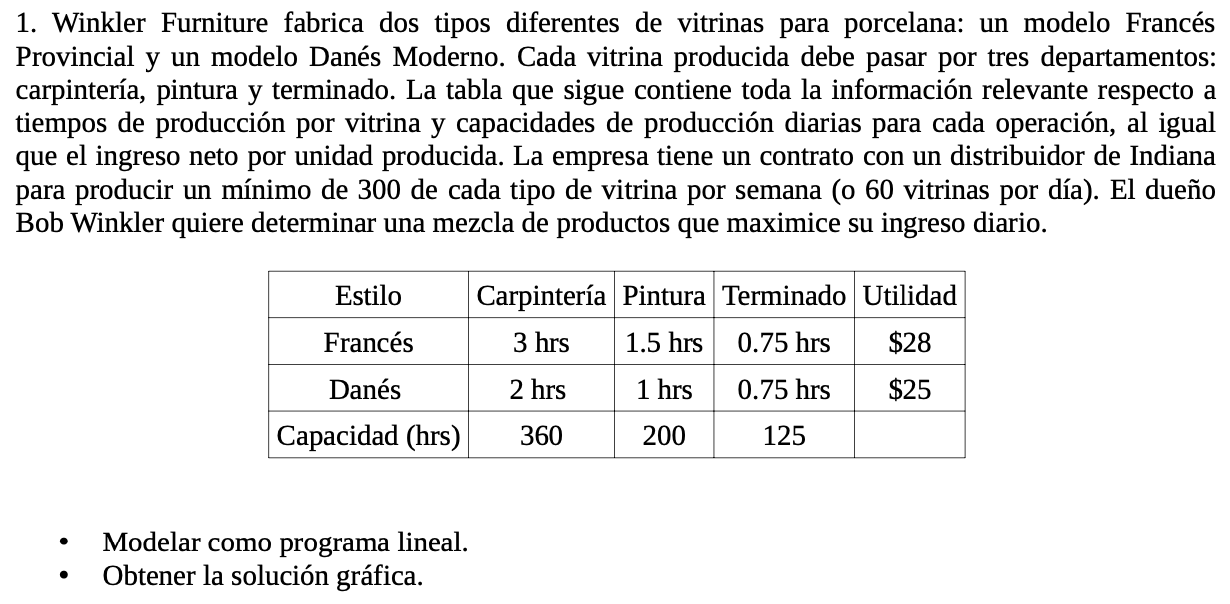 1. Winkler Furniture fabrica dos tipos diferentes de vitrinas para porcelana: un modelo Francés
Provincial y un modelo Danés Moderno. Cada vitrina producida debe pasar por tres departamentos:
carpintería, pintura y terminado. La tabla que sigue contiene toda la información relevante respecto a
tiempos de producción por vitrina y capacidades de producción diarias para cada operación, al igual
que el ingreso neto por unidad producida. La empresa tiene un contrato con un distribuidor de Indiana
para producir un mínimo de 300 de cada tipo de vitrina por semana (o 60 vitrinas por día). El dueño
Bob Winkler quiere determinar una mezcla de productos que maximice su ingreso diario.
Estilo Carpintería Pintura Terminado Utilidad
Francés 3 hrs 1.5 hrs 0.75 hrs $28
Danés 2 hrs 1 hrs 0.75 hrs $25
Capacidad (hrs) 360 200 125
• Modelar como programa lineal.
• Obtener la solución gráfica.